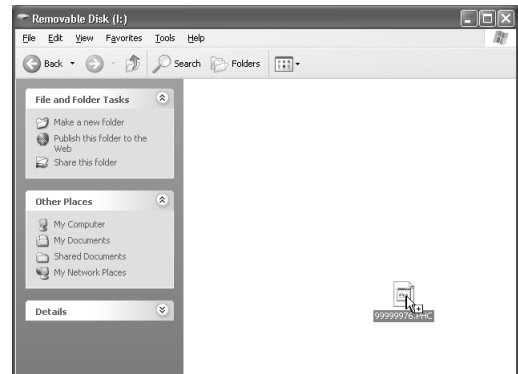 Removable Disk (I:)
File Edit View Favorites Tools Help
Back Search Folders
File and Folder Tasks
Make a new folder
Publish this folder to the
Web
Share this folder
Other Places
My Computer
My Documents
Shared Documents
My Network Places
Details
99999976.PHC